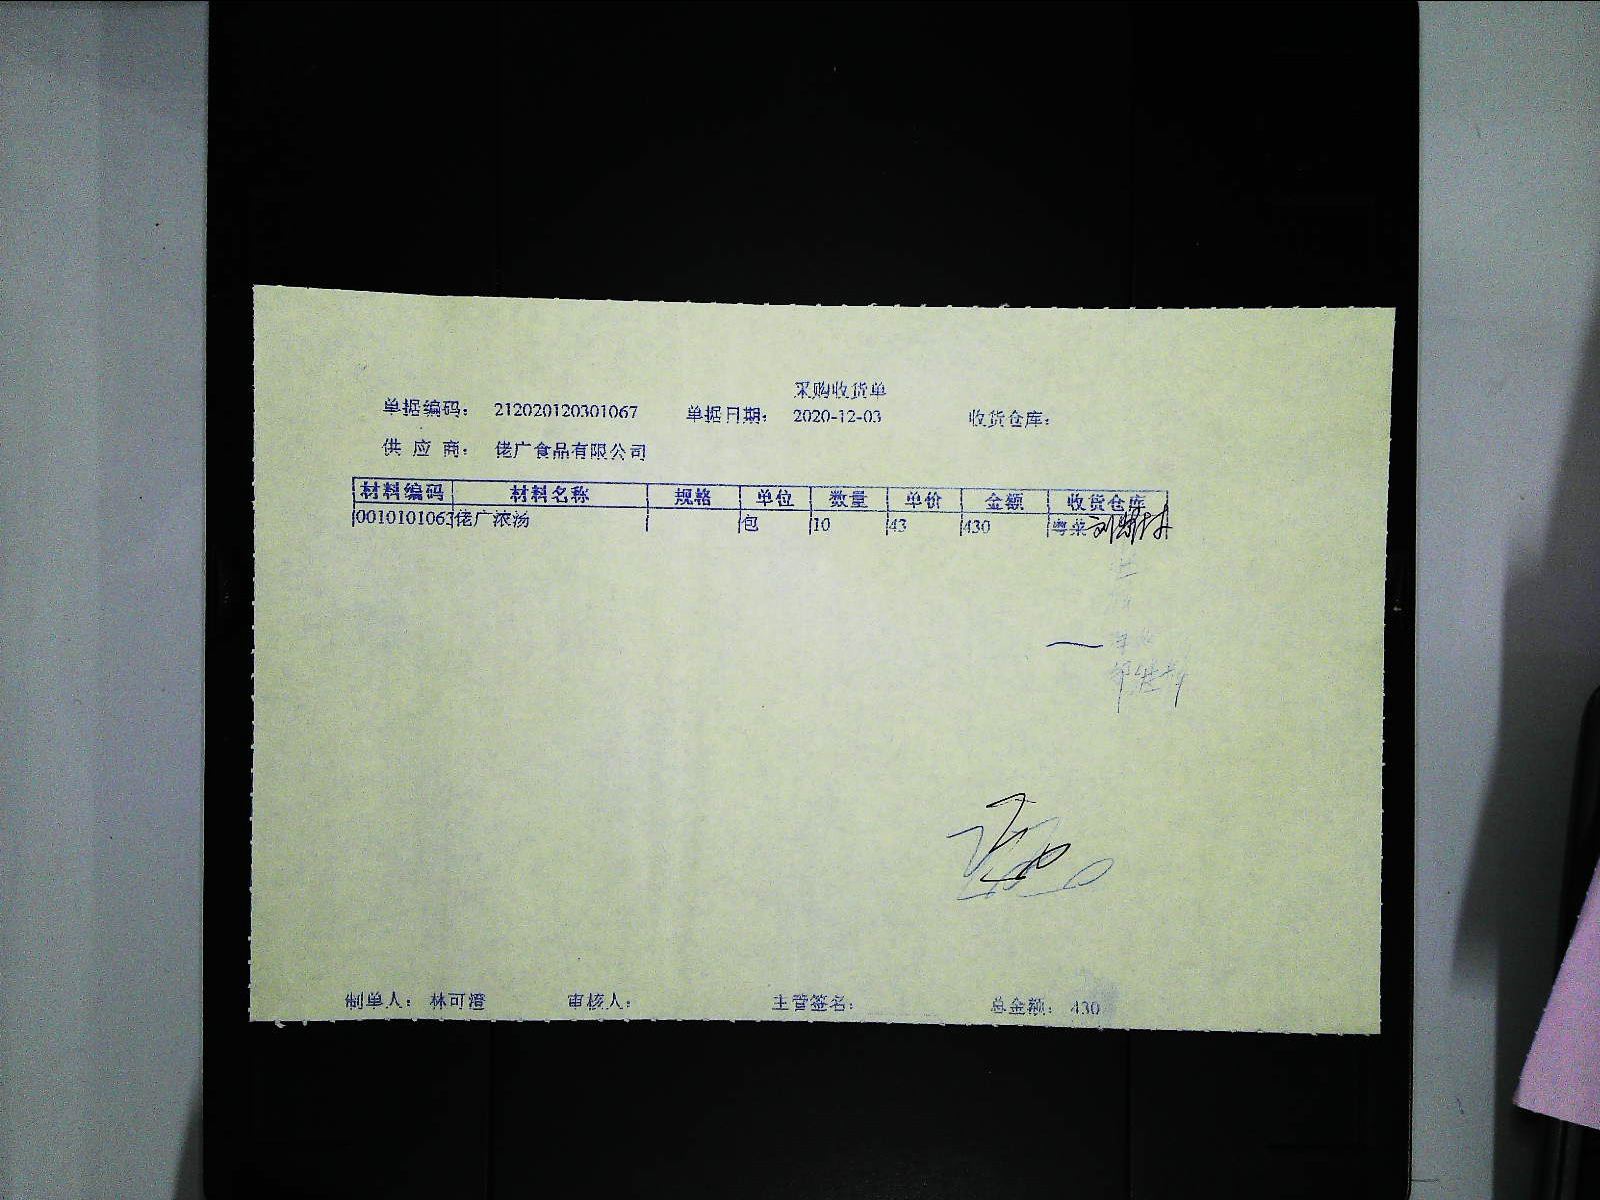 采购收货单
单据编码: 212020120301067 单据日期: 2020-12-03 收货仓库:
供 应 商: 佬广食品有限公司
材料编码 材料名称 规格 单位 数量 单价 金额 收货仓库
0010101063 佬广浓汤 包 10 43 430 粤菜
制单人: 林可澄 审核人: 主管签名: 总金额: 430